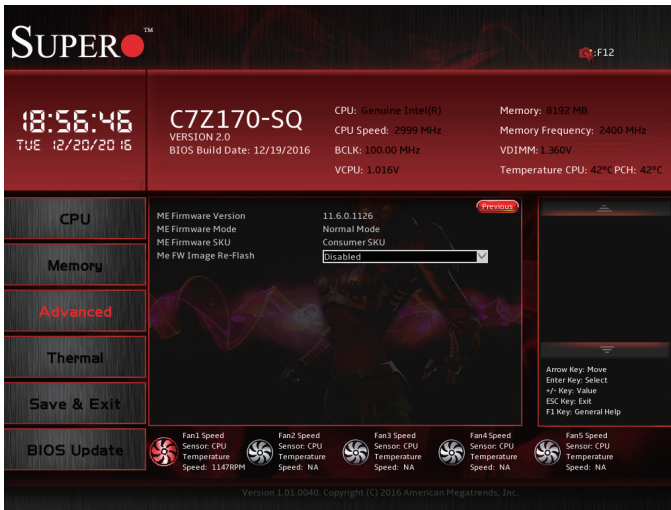 SUPER™
:F12
18:56:46
TUE 12/20/2016
C7Z170-SQ
VERSION 2.0
BIOS Build Date: 12/19/2016
CPU: Genuine Intel(R)
CPU Speed: 2999 MHz
BCLK: 100.00 MHz
VCPU: 1.016V
Memory: 8192 MB
Memory Frequency: 2400 MHz
VDIMM: 1.360V
Temperature CPU: 42°C PCH: 42°C
CPU
Memory
Advanced
Thermal
Save & Exit
BIOS Update
Previous
ME Firmware Version 11.6.0.1126
ME Firmware Mode Normal Mode
ME Firmware SKU Consumer SKU
Me FW Image Re-Flash Disabled
Arrow Key: Move
Enter Key: Select
+/- Key: Value
ESC Key: Exit
F1 Key: General Help
Fan1 Speed
Sensor: CPU
Temperature
Speed: 1147RPM
Fan2 Speed
Sensor: CPU
Temperature
Speed: NA
Fan3 Speed
Sensor: CPU
Temperature
Speed: NA
Fan4 Speed
Sensor: CPU
Temperature
Speed: NA
Fan5 Speed
Sensor: CPU
Temperature
Speed: NA
Version 1.01.0040. Copyright (C) 2016 American Megatrends, Inc.